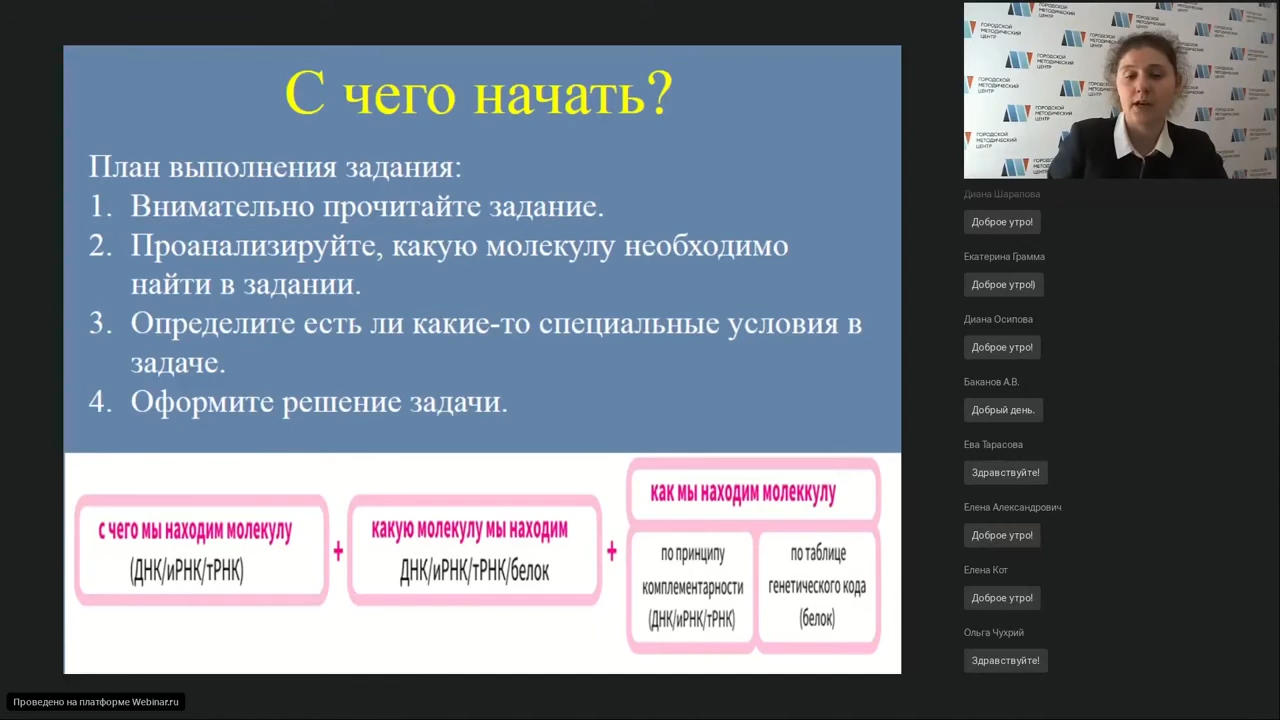 С чего начать?
План выполнения задания:
1. Внимательно прочитайте задание.
2. Проанализируйте, какую молекулу необходимо
найти в задании.
3. Определите есть ли какие-то специальные условия в
задаче.
4. Оформите решение задачи.
с чего мы находим молекулу
(ДНК/иРНК/тРНК)
+
какую молекулу мы находим
ДНК/иРНК/тРНК/белок
+
как мы находим молеккулу
по принципу
комплементарности
(ДНК/иРНК/тРНК)
по таблице
генетического кода
(белок)
ГОРОДСКОЙ
МЕТОДИЧЕСКИЙ
ЦЕНТР
Диана Шарапова
Доброе утро!
Екатерина Грамма
Доброе утро!)
Диана Осипова
Доброе утро!
Баканов А.В.
Добрый день.
Ева Тарасова
Здравствуйте!
Елена Александрович
Доброе утро!
Елена Кот
Доброе утро!
Ольга Чухрий
Здравствуйте!
Проведено на платформе Webinar.ru